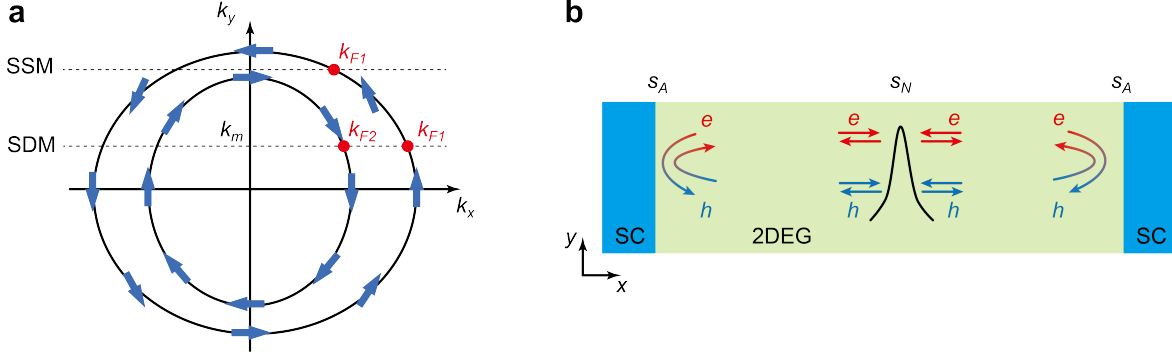 a
k_y
SSM
k_F1
k_m
k_F2
k_F1
SDM
k_x
b
s_A
s_N
s_A
e
e
e
e
h
h
h
h
SC
2DEG
SC
y
x